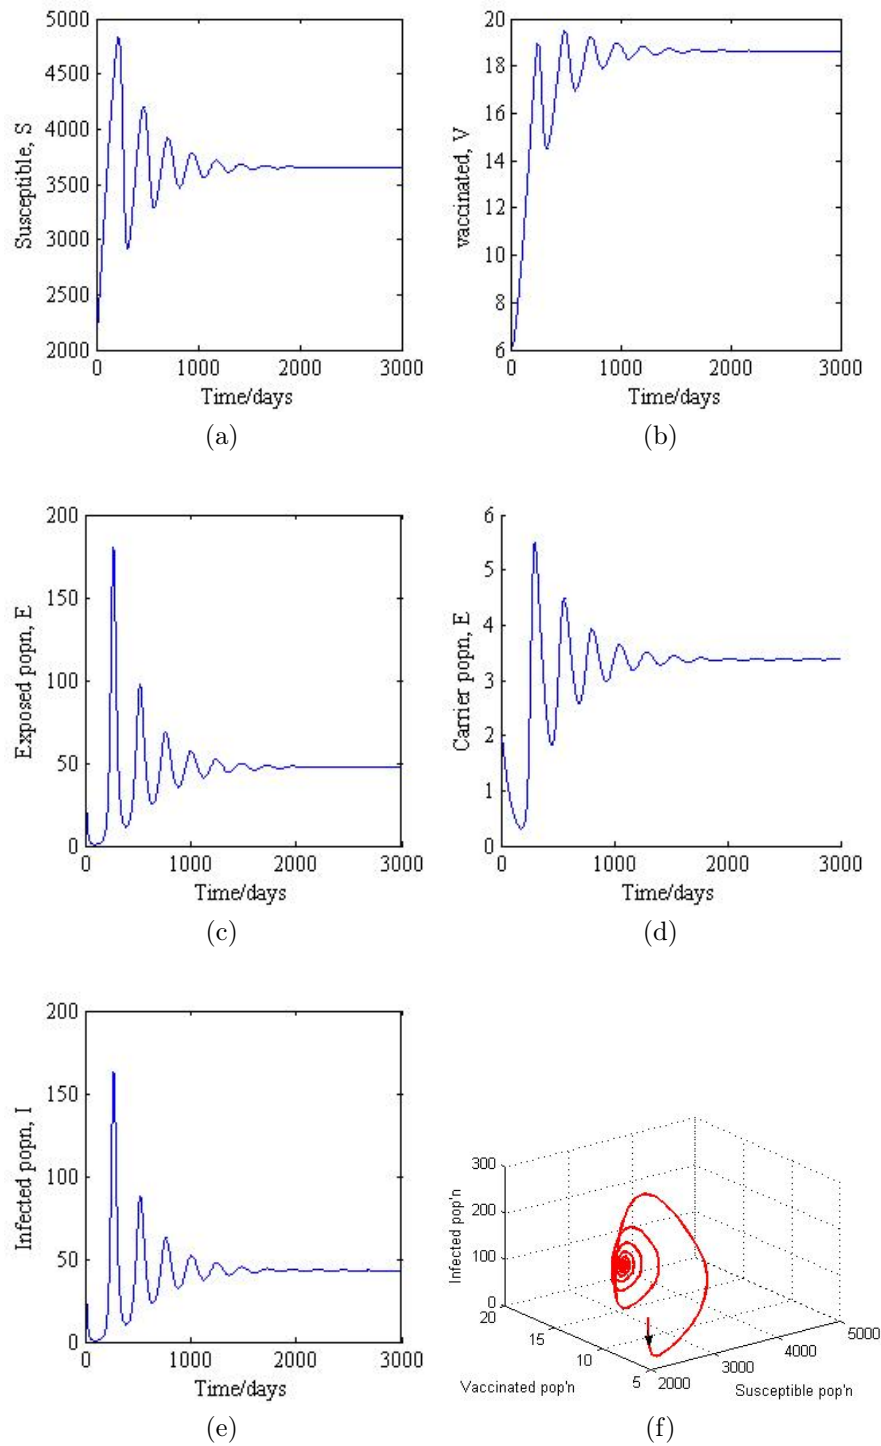 5000
4500
4000
3500
3000
2500
2000
Susceptible, S
0 1000 2000 3000
Time/days
(a)
20
18
16
14
12
10
8
6
vaccinated, V
0 1000 2000 3000
Time/days
(b)
200
150
100
50
0
Exposed popn, E
0 1000 2000 3000
Time/days
(c)
6
5
4
3
2
1
0
Carrier popn, E
0 1000 2000 3000
Time/days
(d)
200
150
100
50
0
Infected popn, I
0 1000 2000 3000
Time/days
(e)
300
200
100
0
Infected pop'n
20
15
10
5
Vaccinated pop'n
2000
3000
4000
5000
Susceptible pop'n
(f)